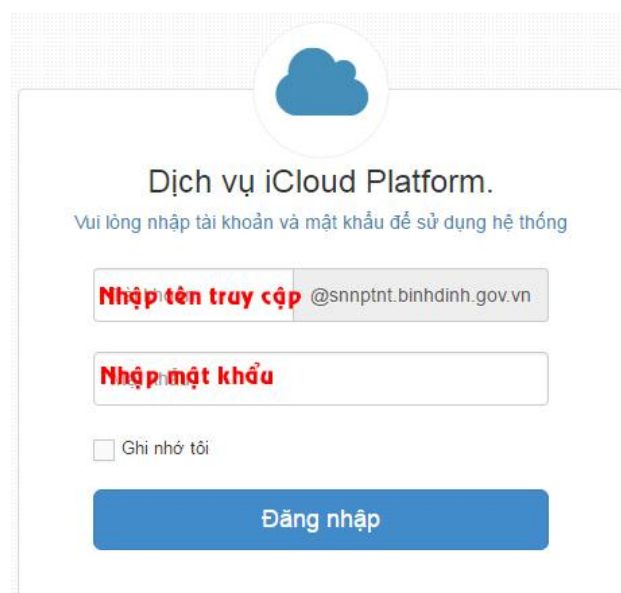 Dịch vụ iCloud Platform.
Vui lòng nhập tài khoản và mật khẩu để sử dụng hệ thống
Nhập tên truy cập @snnptnt.binhdinh.gov.vn
Nhập mật khẩu
Ghi nhớ tôi
Đăng nhập